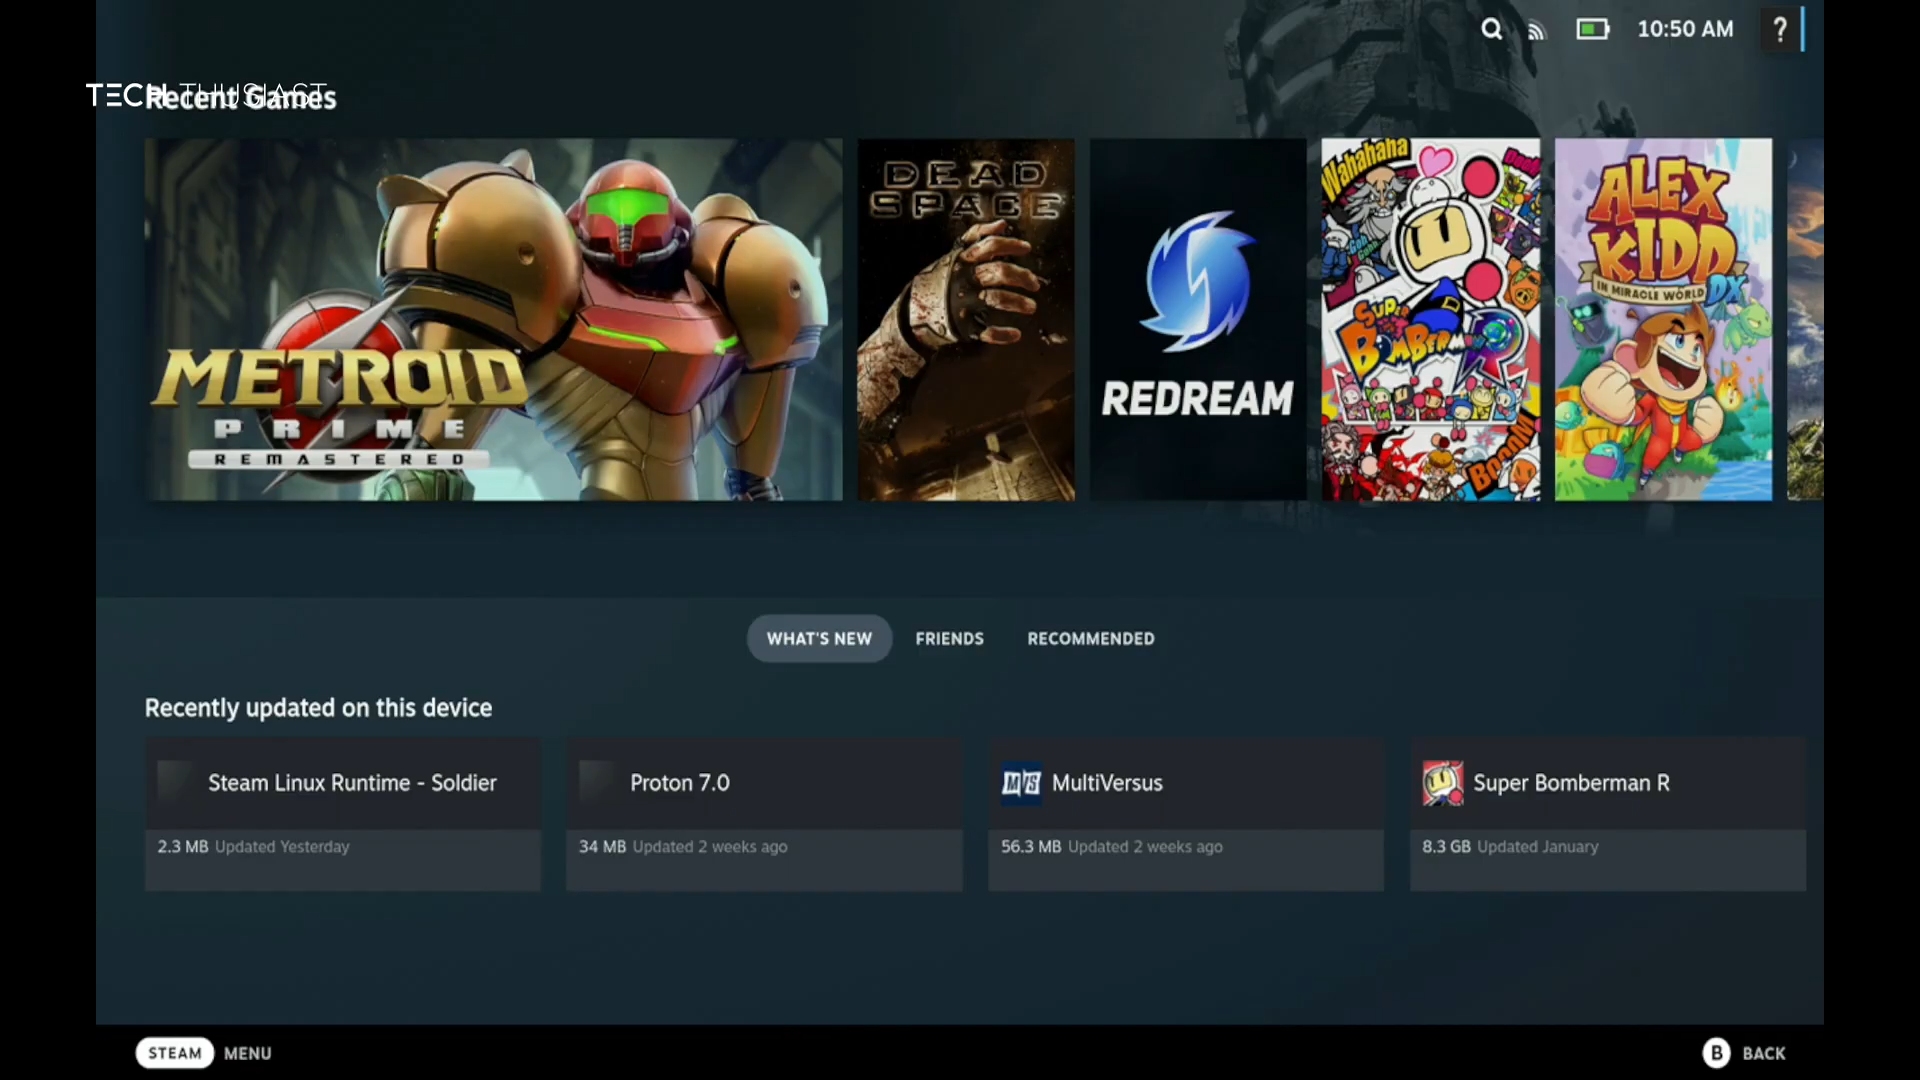 10:50 AM
?
TECH THUSIAST
Recent Games
METROID
PRIME
REMASTERED
DEAD
SPACE
REDREAM
Wahahaha
SUPER
BOMBERMAN R
Booom
ALEX
KIDD
IN MIRACLE WORLD DX
WHAT'S NEW
FRIENDS
RECOMMENDED
Recently updated on this device
Steam Linux Runtime - Soldier
Proton 7.0
MultiVersus
Super Bomberman R
2.3 MB Updated Yesterday
34 MB Updated 2 weeks ago
56.3 MB Updated 2 weeks ago
8.3 GB Updated January
STEAM MENU
B BACK